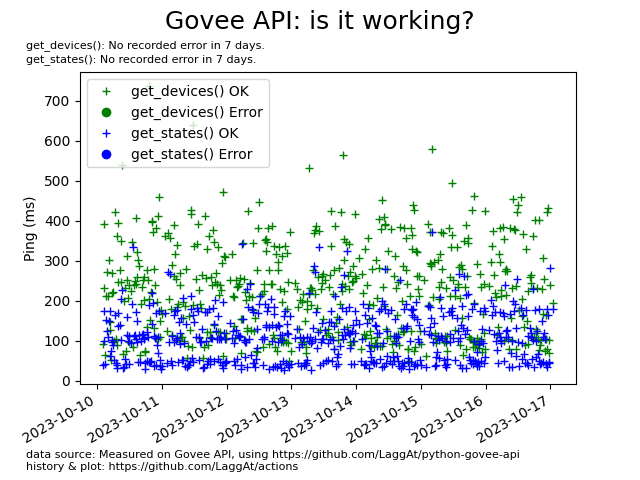 Govee API: is it working?
get_devices(): No recorded error in 7 days.
get_states(): No recorded error in 7 days.
get_devices() OK
get_devices() Error
get_states() OK
get_states() Error
Ping (ms)
700
600
500
400
300
200
100
0
2023-10-10
2023-10-11
2023-10-12
2023-10-13
2023-10-14
2023-10-15
2023-10-16
2023-10-17
data source: Measured on Govee API, using https://github.com/LaggAt/python-govee-api
history & plot: https://github.com/LaggAt/actions